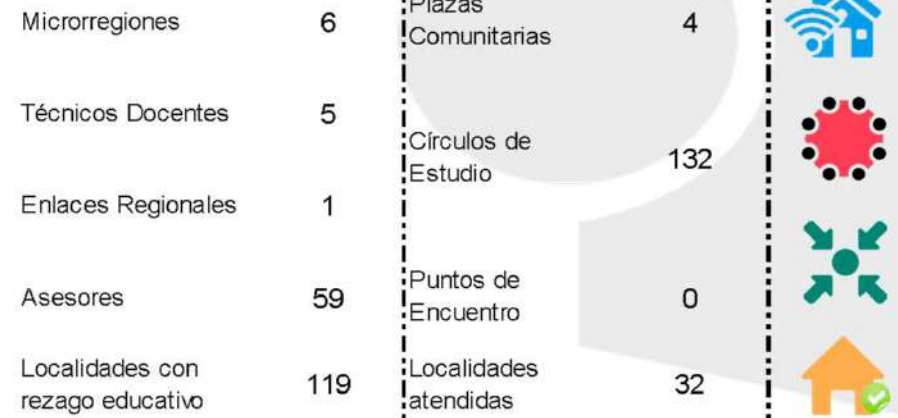 Microrregiones 6
Técnicos Docentes 5
Enlaces Regionales 1
Asesores 59
Localidades con
rezago educativo 119
Plazas
Comunitarias 4
Círculos de
Estudio 132
Puntos de
Encuentro 0
Localidades
atendidas 32